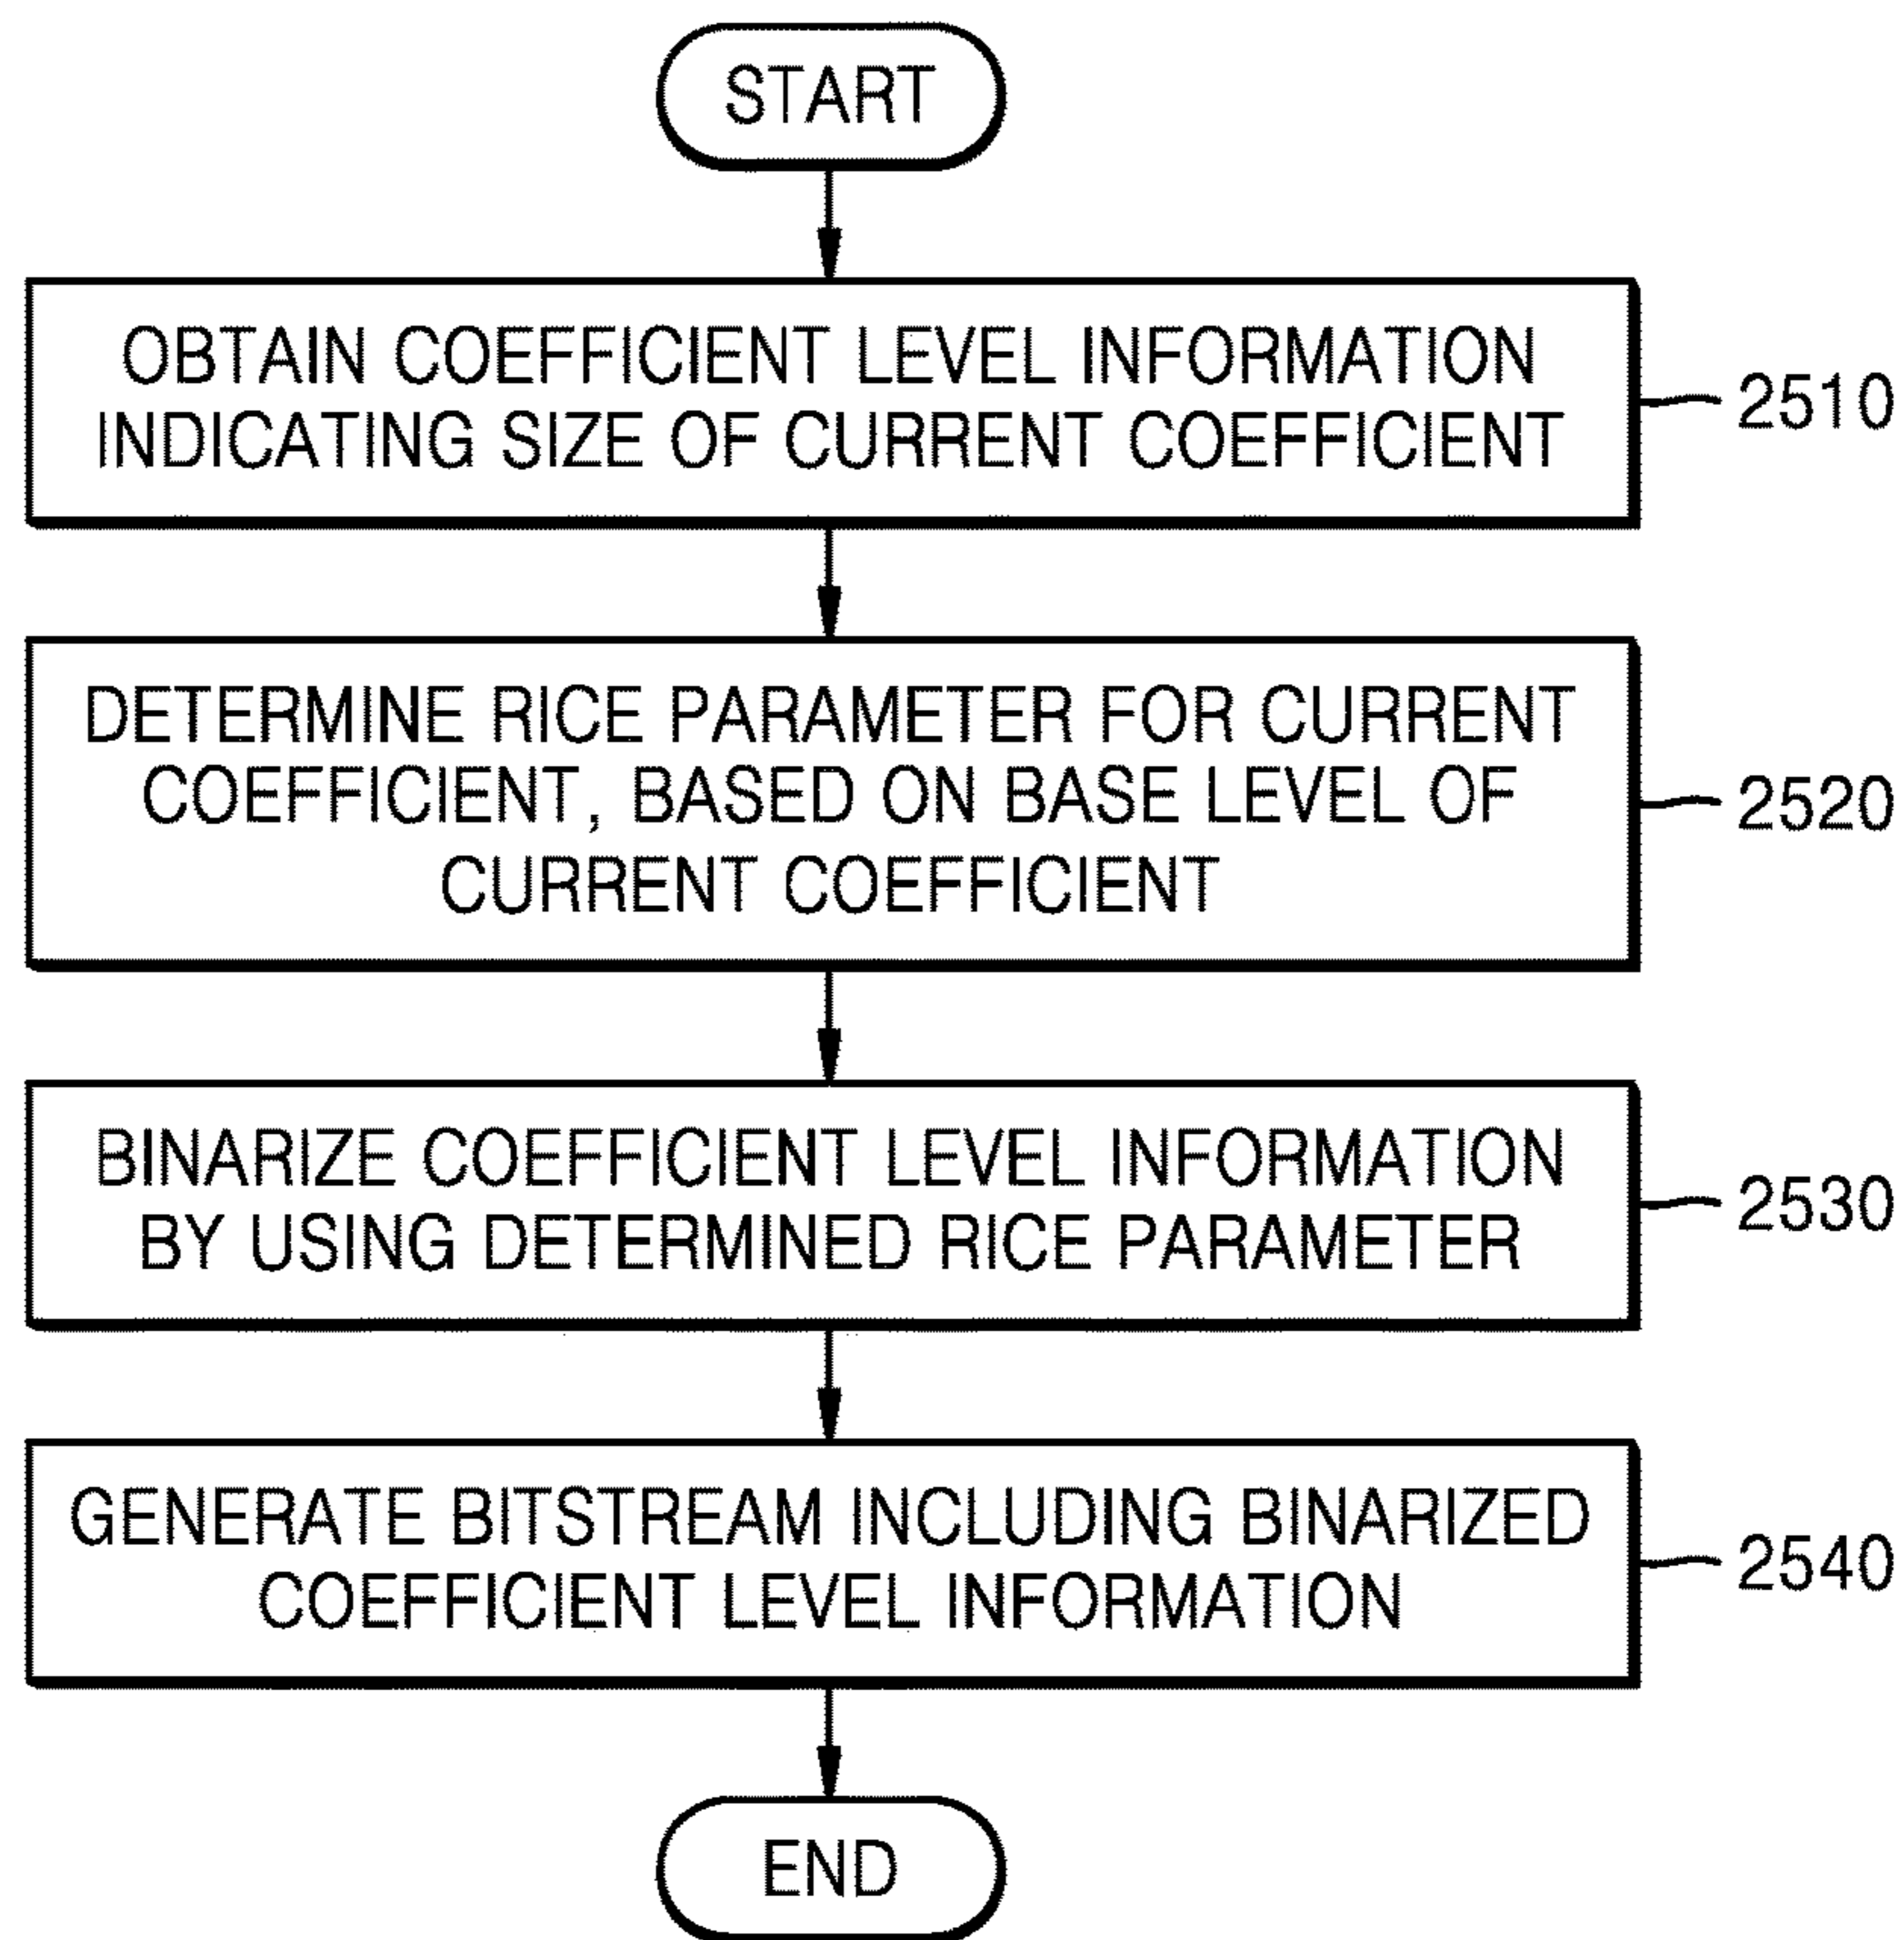 START
OBTAIN COEFFICIENT LEVEL INFORMATION
INDICATING SIZE OF CURRENT COEFFICIENT
2510
DETERMINE RICE PARAMETER FOR CURRENT
COEFFICIENT, BASED ON BASE LEVEL OF
CURRENT COEFFICIENT
2520
BINARIZE COEFFICIENT LEVEL INFORMATION
BY USING DETERMINED RICE PARAMETER
2530
GENERATE BITSTREAM INCLUDING BINARIZED
COEFFICIENT LEVEL INFORMATION
2540
END